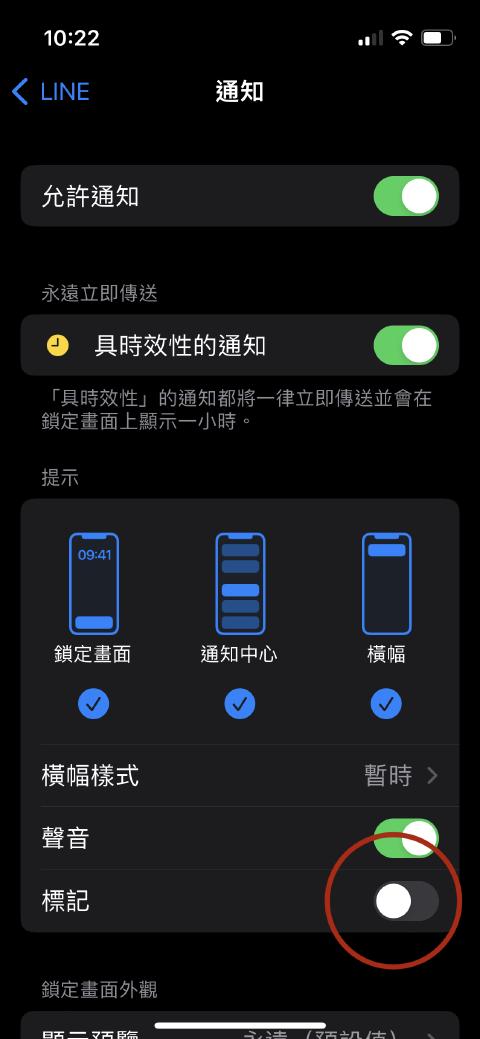 10:22
LINE 通知
允許通知
永遠立即傳送
具時效性的通知
「具時效性」的通知都將一律立即傳送並會在
鎖定畫面上顯示一小時。
提示
09:41
鎖定畫面 通知中心 橫幅
橫幅樣式 暫時
聲音
標記
鎖定畫面外觀
顯示預覽 永遠（預設值）